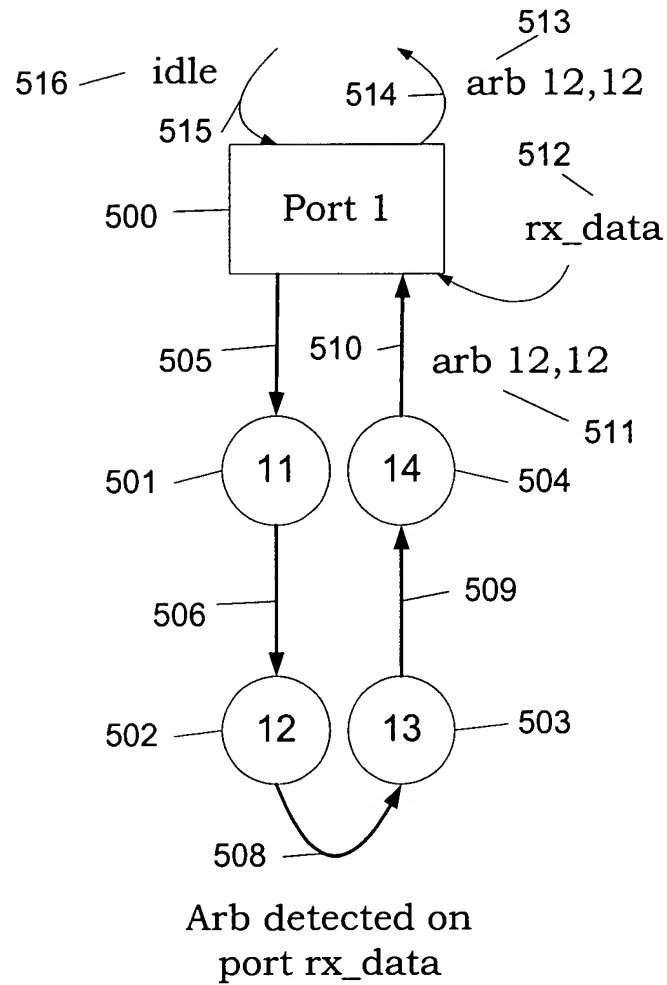 513
516 idle 514 arb 12,12
515
512
500 Port 1
rx_data
505 510 arb 12,12
511
501 11 14 504
506 509
502 12 13 503
508
Arb detected on
port rx_data